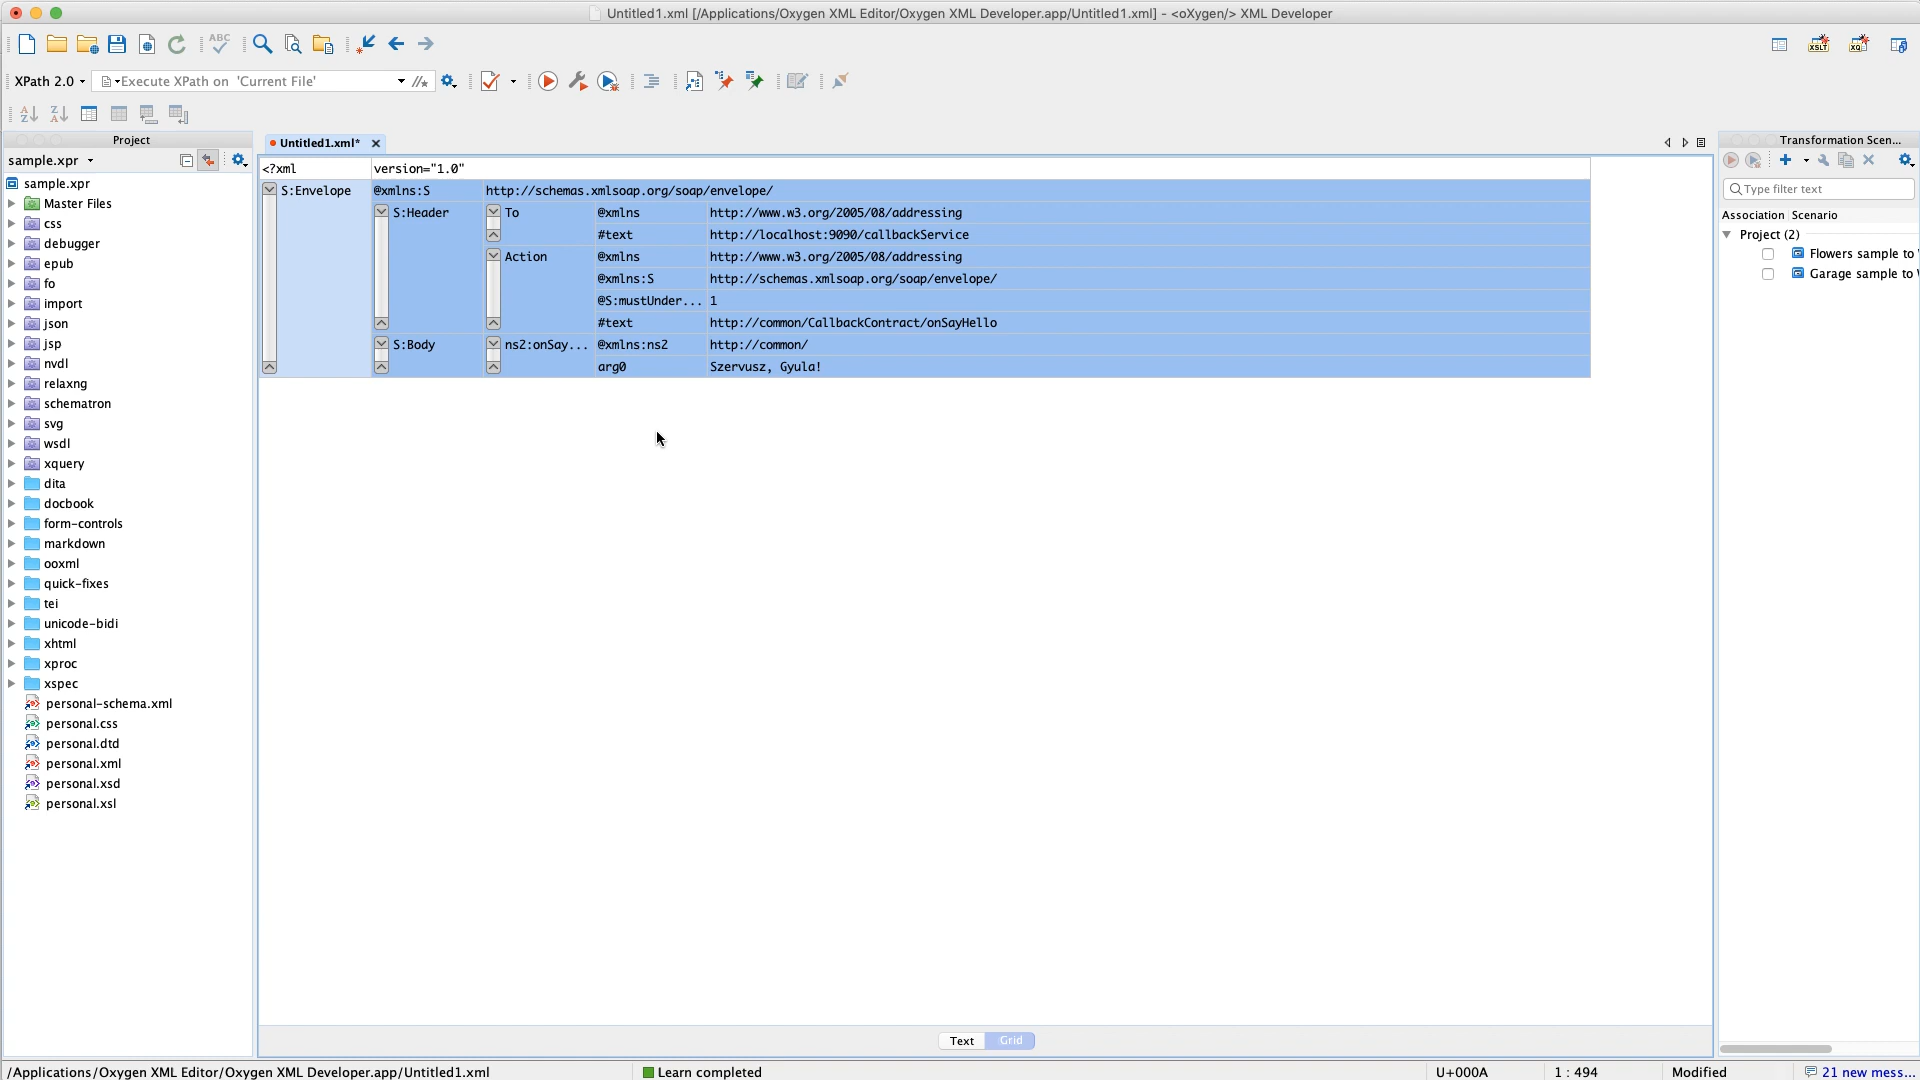 Untitled1.xml [/Applications/Oxygen XML Editor/Oxygen XML Developer.app/Untitled1.xml] - <oXygen/> XML Developer
ABC
XSLT
XQ
XPath 2.0
Execute XPath on 'Current File'
Project
sample.xpr
sample.xpr
Master Files
css
debugger
epub
fo
import
json
jsp
nvdl
relaxng
schematron
svg
wsdl
xquery
dita
docbook
form-controls
markdown
ooxml
quick-fixes
tei
unicode-bidi
xhtml
xproc
xspec
personal-schema.xml
personal.css
personal.dtd
personal.xml
personal.xsd
personal.xsl
Untitled1.xml*
<?xml version="1.0"
S:Envelope @xmlns:S http://schemas.xmlsoap.org/soap/envelope/
S:Header To @xmlns http://www.w3.org/2005/08/addressing
#text http://localhost:9090/callbackService
Action @xmlns http://www.w3.org/2005/08/addressing
@xmlns:S http://schemas.xmlsoap.org/soap/envelope/
@S:mustUnder... 1
#text http://common/CallbackContract/onSayHello
S:Body ns2:onSay... @xmlns:ns2 http://common/
arg0 Szervusz, Gyula!
Text Grid
Transformation Scen...
Type filter text
Association Scenario
Project (2)
Flowers sample to
Garage sample to
/Applications/Oxygen XML Editor/Oxygen XML Developer.app/Untitled1.xml
Learn completed
U+000A
1 : 494
Modified
21 new mess...